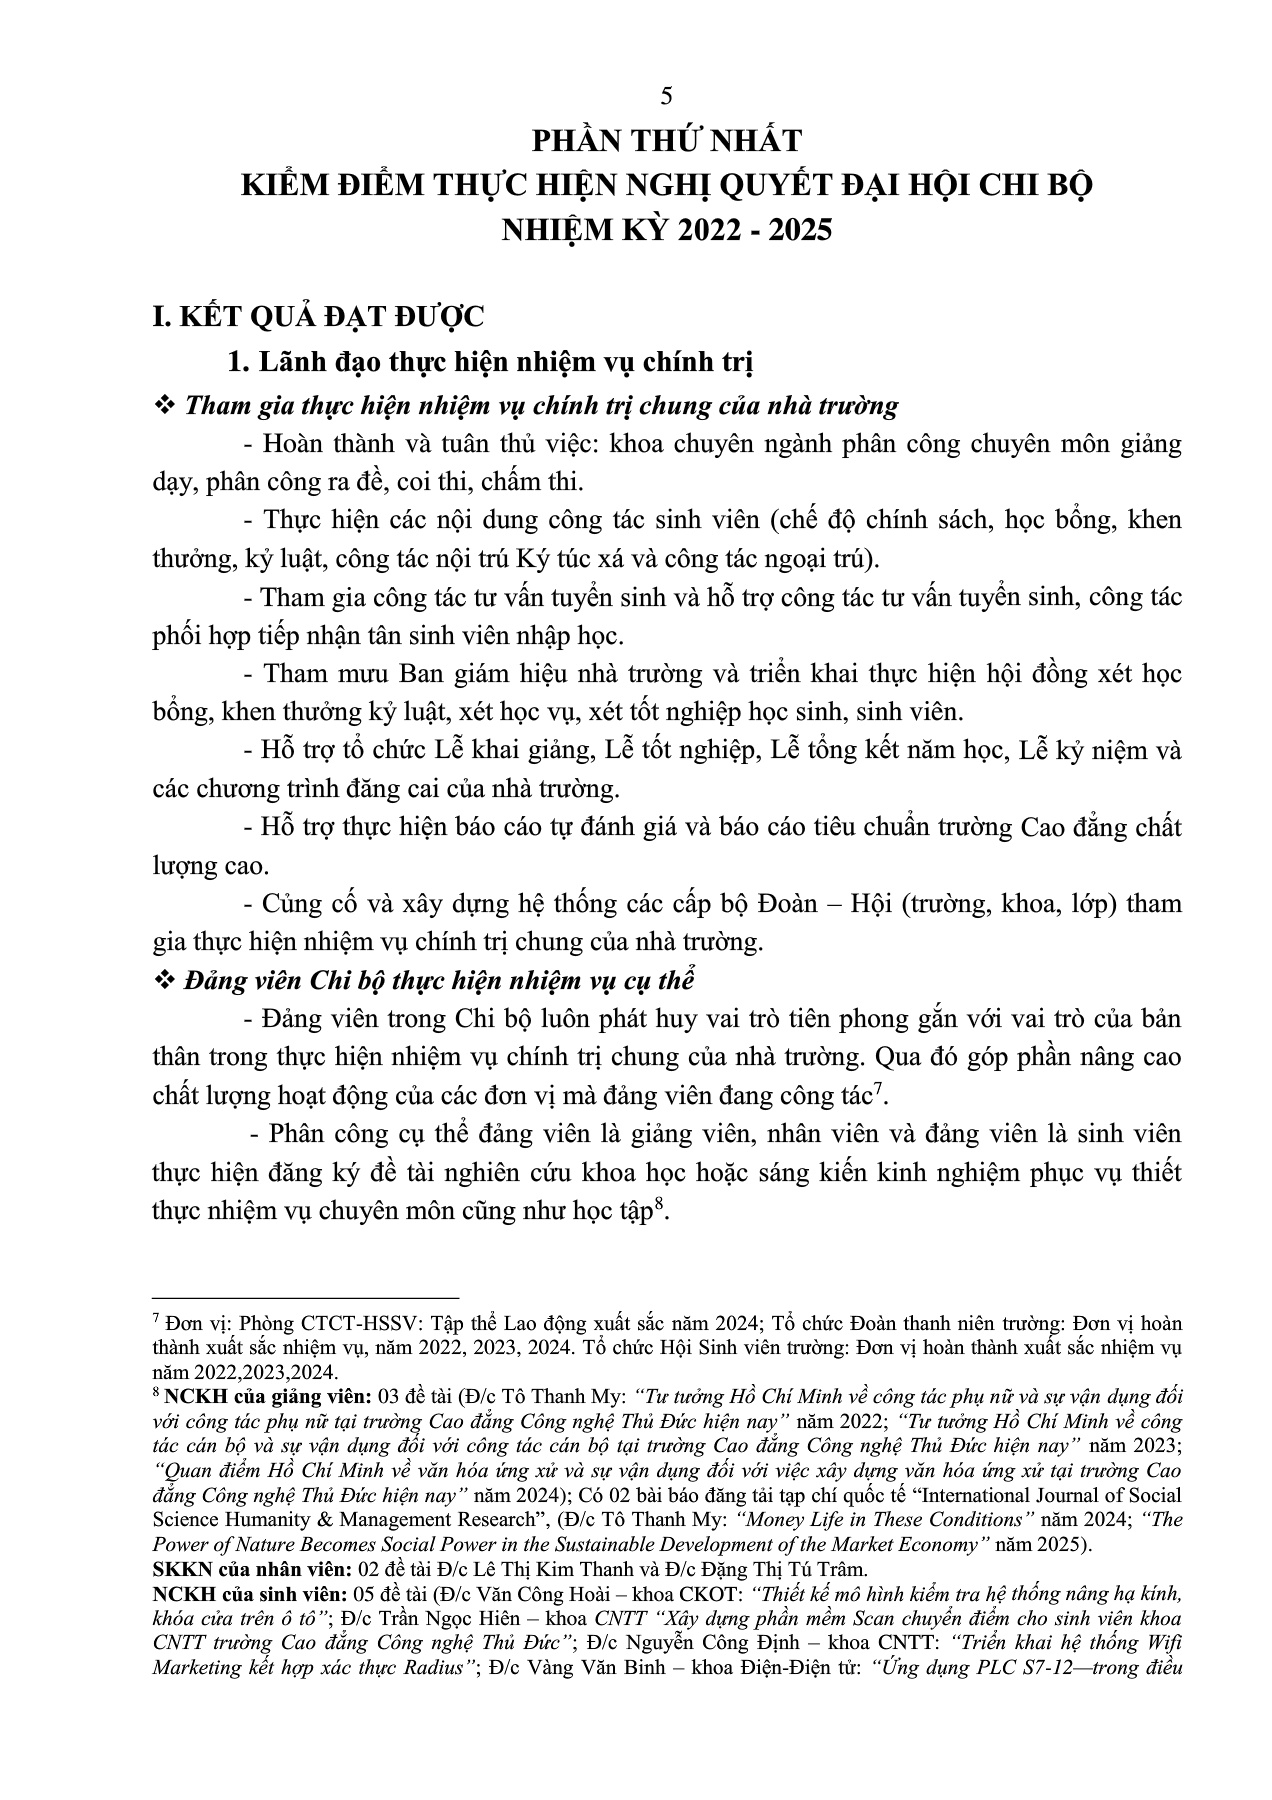 5
PHẦN THỨ NHẤT
KIỂM ĐIỂM THỰC HIỆN NGHỊ QUYẾT ĐẠI HỘI CHI BỘ
NHIỆM KỲ 2022 - 2025
I. KẾT QUẢ ĐẠT ĐƯỢC
1. Lãnh đạo thực hiện nhiệm vụ chính trị
❖ Tham gia thực hiện nhiệm vụ chính trị chung của nhà trường
- Hoàn thành và tuân thủ việc: khoa chuyên ngành phân công chuyên môn giảng
dạy, phân công ra đề, coi thi, chấm thi.
- Thực hiện các nội dung công tác sinh viên (chế độ chính sách, học bổng, khen
thưởng, kỷ luật, công tác nội trú Ký túc xá và công tác ngoại trú).
- Tham gia công tác tư vấn tuyển sinh và hỗ trợ công tác tư vấn tuyển sinh, công tác
phối hợp tiếp nhận tân sinh viên nhập học.
- Tham mưu Ban giám hiệu nhà trường và triển khai thực hiện hội đồng xét học
bổng, khen thưởng kỷ luật, xét học vụ, xét tốt nghiệp học sinh, sinh viên.
- Hỗ trợ tổ chức Lễ khai giảng, Lễ tốt nghiệp, Lễ tổng kết năm học, Lễ kỷ niệm và
các chương trình đăng cai của nhà trường.
- Hỗ trợ thực hiện báo cáo tự đánh giá và báo cáo tiêu chuẩn trường Cao đẳng chất
lượng cao.
- Củng cố và xây dựng hệ thống các cấp bộ Đoàn – Hội (trường, khoa, lớp) tham
gia thực hiện nhiệm vụ chính trị chung của nhà trường.
❖ Đảng viên Chi bộ thực hiện nhiệm vụ cụ thể
- Đảng viên trong Chi bộ luôn phát huy vai trò tiên phong gắn với vai trò của bản
thân trong thực hiện nhiệm vụ chính trị chung của nhà trường. Qua đó góp phần nâng cao
chất lượng hoạt động của các đơn vị mà đảng viên đang công tác⁷.
- Phân công cụ thể đảng viên là giảng viên, nhân viên và đảng viên là sinh viên
thực hiện đăng ký đề tài nghiên cứu khoa học hoặc sáng kiến kinh nghiệm phục vụ thiết
thực nhiệm vụ chuyên môn cũng như học tập⁸.
⁷ Đơn vị: Phòng CTCT-HSSV: Tập thể Lao động xuất sắc năm 2024; Tổ chức Đoàn thanh niên trường: Đơn vị hoàn
thành xuất sắc nhiệm vụ, năm 2022, 2023, 2024. Tổ chức Hội Sinh viên trường: Đơn vị hoàn thành xuất sắc nhiệm vụ
năm 2022,2023,2024.
⁸ NCKH của giảng viên: 03 đề tài (Đ/c Tô Thanh My: “Tư tưởng Hồ Chí Minh về công tác phụ nữ và sự vận dụng đối
với công tác phụ nữ tại trường Cao đẳng Công nghệ Thủ Đức hiện nay” năm 2022; “Tư tưởng Hồ Chí Minh về công
tác cán bộ và sự vận dụng đối với công tác cán bộ tại trường Cao đẳng Công nghệ Thủ Đức hiện nay” năm 2023;
“Quan điểm Hồ Chí Minh về văn hóa ứng xử và sự vận dụng đối với việc xây dựng văn hóa ứng xử tại trường Cao
đẳng Công nghệ Thủ Đức hiện nay” năm 2024); Có 02 bài báo đăng tải tạp chí quốc tế “International Journal of Social
Science Humanity & Management Research”, (Đ/c Tô Thanh My: “Money Life in These Conditions” năm 2024; “The
Power of Nature Becomes Social Power in the Sustainable Development of the Market Economy” năm 2025).
SKKN của nhân viên: 02 đề tài Đ/c Lê Thị Kim Thanh và Đ/c Đặng Thị Tú Trâm.
NCKH của sinh viên: 05 đề tài (Đ/c Văn Công Hoài – khoa CKOT: “Thiết kế mô hình kiểm tra hệ thống nâng hạ kính,
khóa cửa trên ô tô”; Đ/c Trần Ngọc Hiên – khoa CNTT “Xây dựng phần mềm Scan chuyển điểm cho sinh viên khoa
CNTT trường Cao đẳng Công nghệ Thủ Đức”; Đ/c Nguyễn Công Định – khoa CNTT: “Triển khai hệ thống Wifi
Marketing kết hợp xác thực Radius”; Đ/c Vàng Văn Binh – khoa Điện-Điện tử: “Ứng dụng PLC S7-12—trong điều